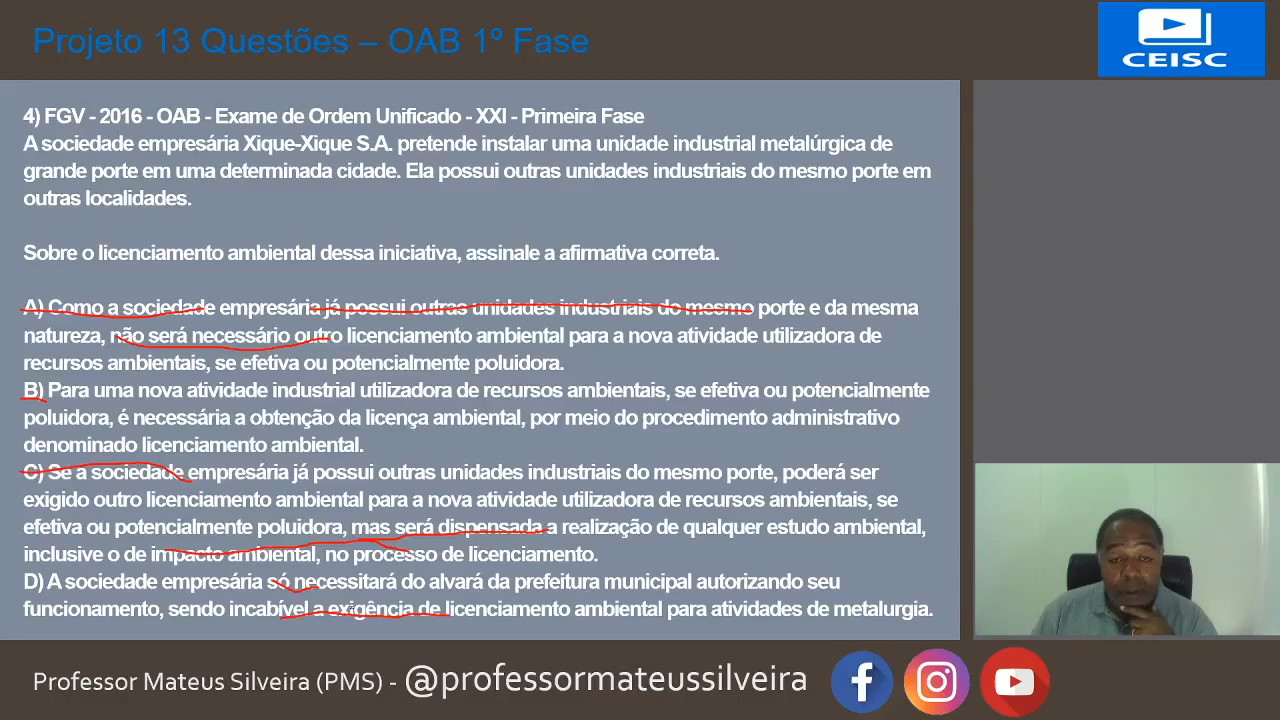 Projeto 13 Questões – OAB 1º Fase
CEISC
4) FGV - 2016 - OAB - Exame de Ordem Unificado - XXI - Primeira Fase
A sociedade empresária Xique-Xique S.A. pretende instalar uma unidade industrial metalúrgica de
grande porte em uma determinada cidade. Ela possui outras unidades industriais do mesmo porte em
outras localidades.
Sobre o licenciamento ambiental dessa iniciativa, assinale a afirmativa correta.
A) Como a sociedade empresária já possui outras unidades industriais do mesmo porte e da mesma
natureza, não será necessário outro licenciamento ambiental para a nova atividade utilizadora de
recursos ambientais, se efetiva ou potencialmente poluidora.
B) Para uma nova atividade industrial utilizadora de recursos ambientais, se efetiva ou potencialmente
poluidora, é necessária a obtenção da licença ambiental, por meio do procedimento administrativo
denominado licenciamento ambiental.
C) Se a sociedade empresária já possui outras unidades industriais do mesmo porte, poderá ser
exigido outro licenciamento ambiental para a nova atividade utilizadora de recursos ambientais, se
efetiva ou potencialmente poluidora, mas será dispensada a realização de qualquer estudo ambiental,
inclusive o de impacto ambiental, no processo de licenciamento.
D) A sociedade empresária só necessitará do alvará da prefeitura municipal autorizando seu
funcionamento, sendo incabível a exigência de licenciamento ambiental para atividades de metalurgia.
Professor Mateus Silveira (PMS) - @professormateussilveira